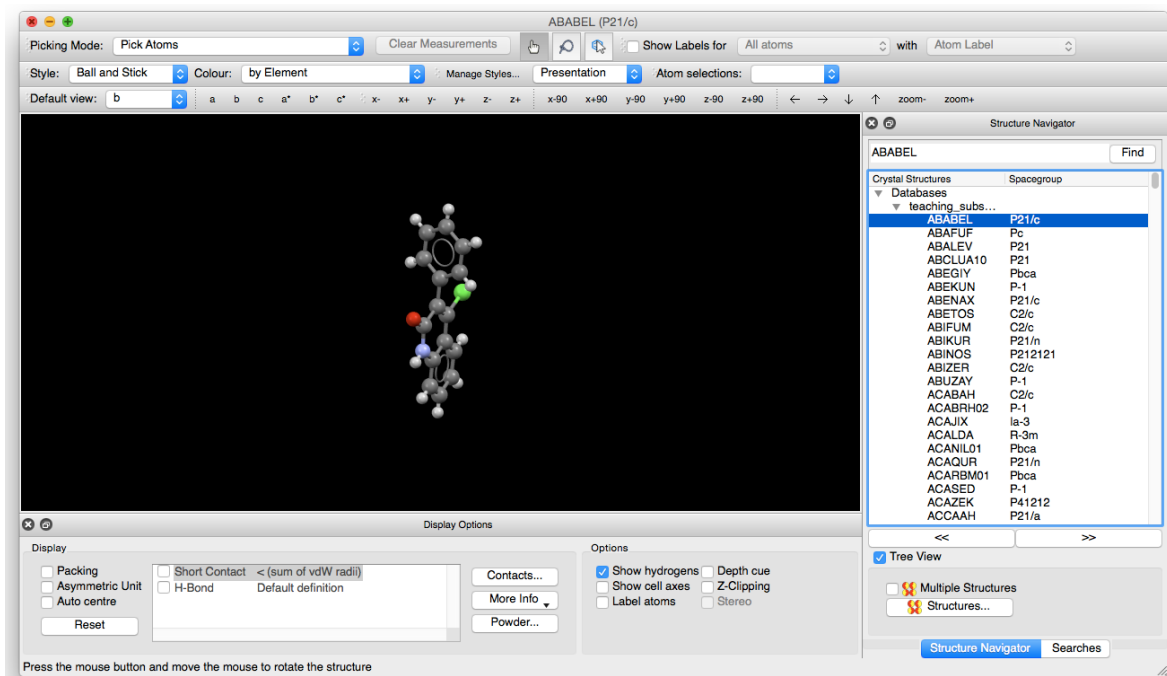 ABABEL (P21/c)
Picking Mode: Pick Atoms Clear Measurements Show Labels for All atoms with Atom Label
Style: Ball and Stick Colour: by Element Manage Styles... Presentation Atom selections:
Default view: b a b c a* b* c* x- x+ y- y+ z- z+ x-90 x+90 y-90 y+90 z-90 z+90 ← → ↓ ↑ zoom- zoom+
Structure Navigator
ABABEL Find
Crystal Structures Spacegroup
Databases
teaching_subs...
ABABEL P21/c
ABAFUF Pc
ABALEV P21
ABCLUA10 P21
ABEGIY Pbca
ABEKUN P-1
ABENAX P21/c
ABETOS C2/c
ABIFUM C2/c
ABIKUR P21/n
ABINOS P212121
ABIZER C2/c
ABUZAY P-1
ACABAH C2/c
ACABRH02 P-1
ACAJIX Ia-3
ACALDA R-3m
ACANIL01 Pbca
ACAQUR P21/n
ACARBM01 Pbca
ACASED P-1
ACAZEK P41212
ACCAAH P21/a
<< >>
Tree View
Multiple Structures
Structures...
Structure Navigator Searches
Display Options
Display
Packing
Asymmetric Unit
Auto centre
Reset
Short Contact < (sum of vdW radii)
H-Bond Default definition
Contacts...
More Info
Powder...
Options
Show hydrogens Depth cue
Show cell axes Z-Clipping
Label atoms Stereo
Press the mouse button and move the mouse to rotate the structure